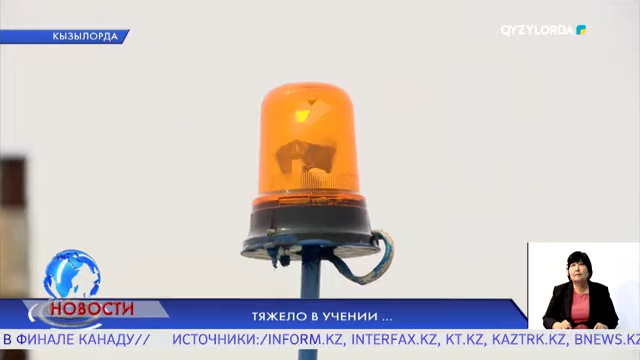 КЫЗЫЛОРДА
QYZYLORDA
НОВОСТИ
ТЯЖЕЛО В УЧЕНИИ ...
В ФИНАЛЕ КАНАДУ// ИСТОЧНИКИ:/INFORM.KZ, INTERFAX.KZ, KT.KZ, KAZTRK.KZ, BNEWS.KZ